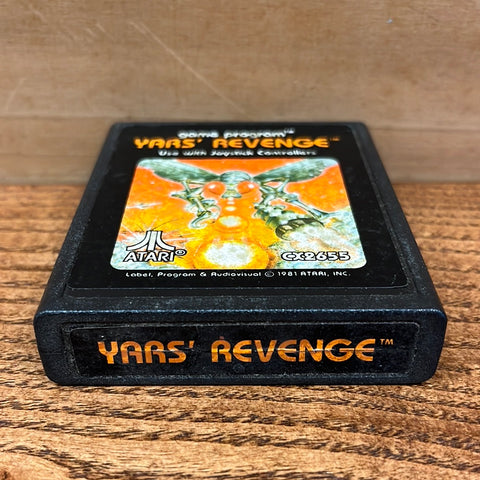 game program™
YARS' REVENGE™
Use with Joystick Controllers
ATARI®
CX2655
Label, Program & Audiovisual © 1981 ATARI, INC.
YARS' REVENGE™